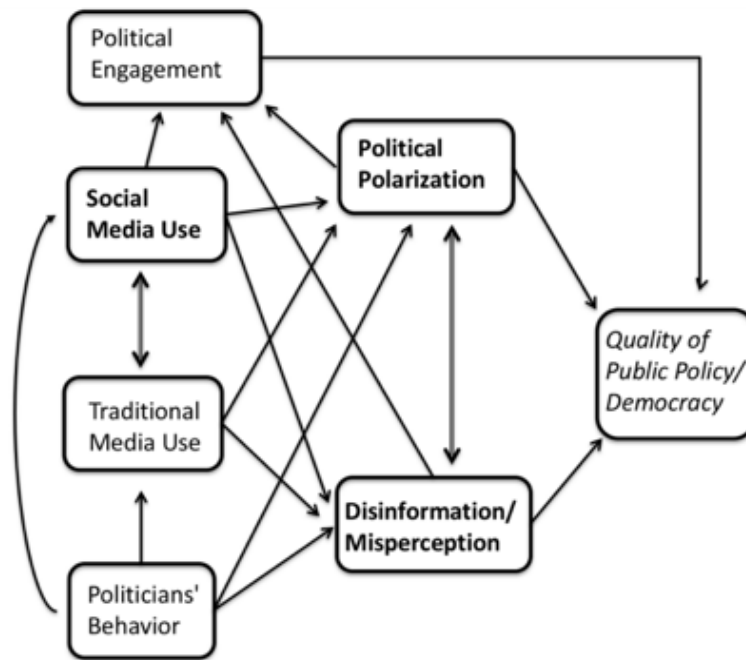 Political
Engagement
Political
Polarization
Social
Media Use
Quality of
Public Policy/
Democracy
Traditional
Media Use
Disinformation/
Misperception
Politicians'
Behavior